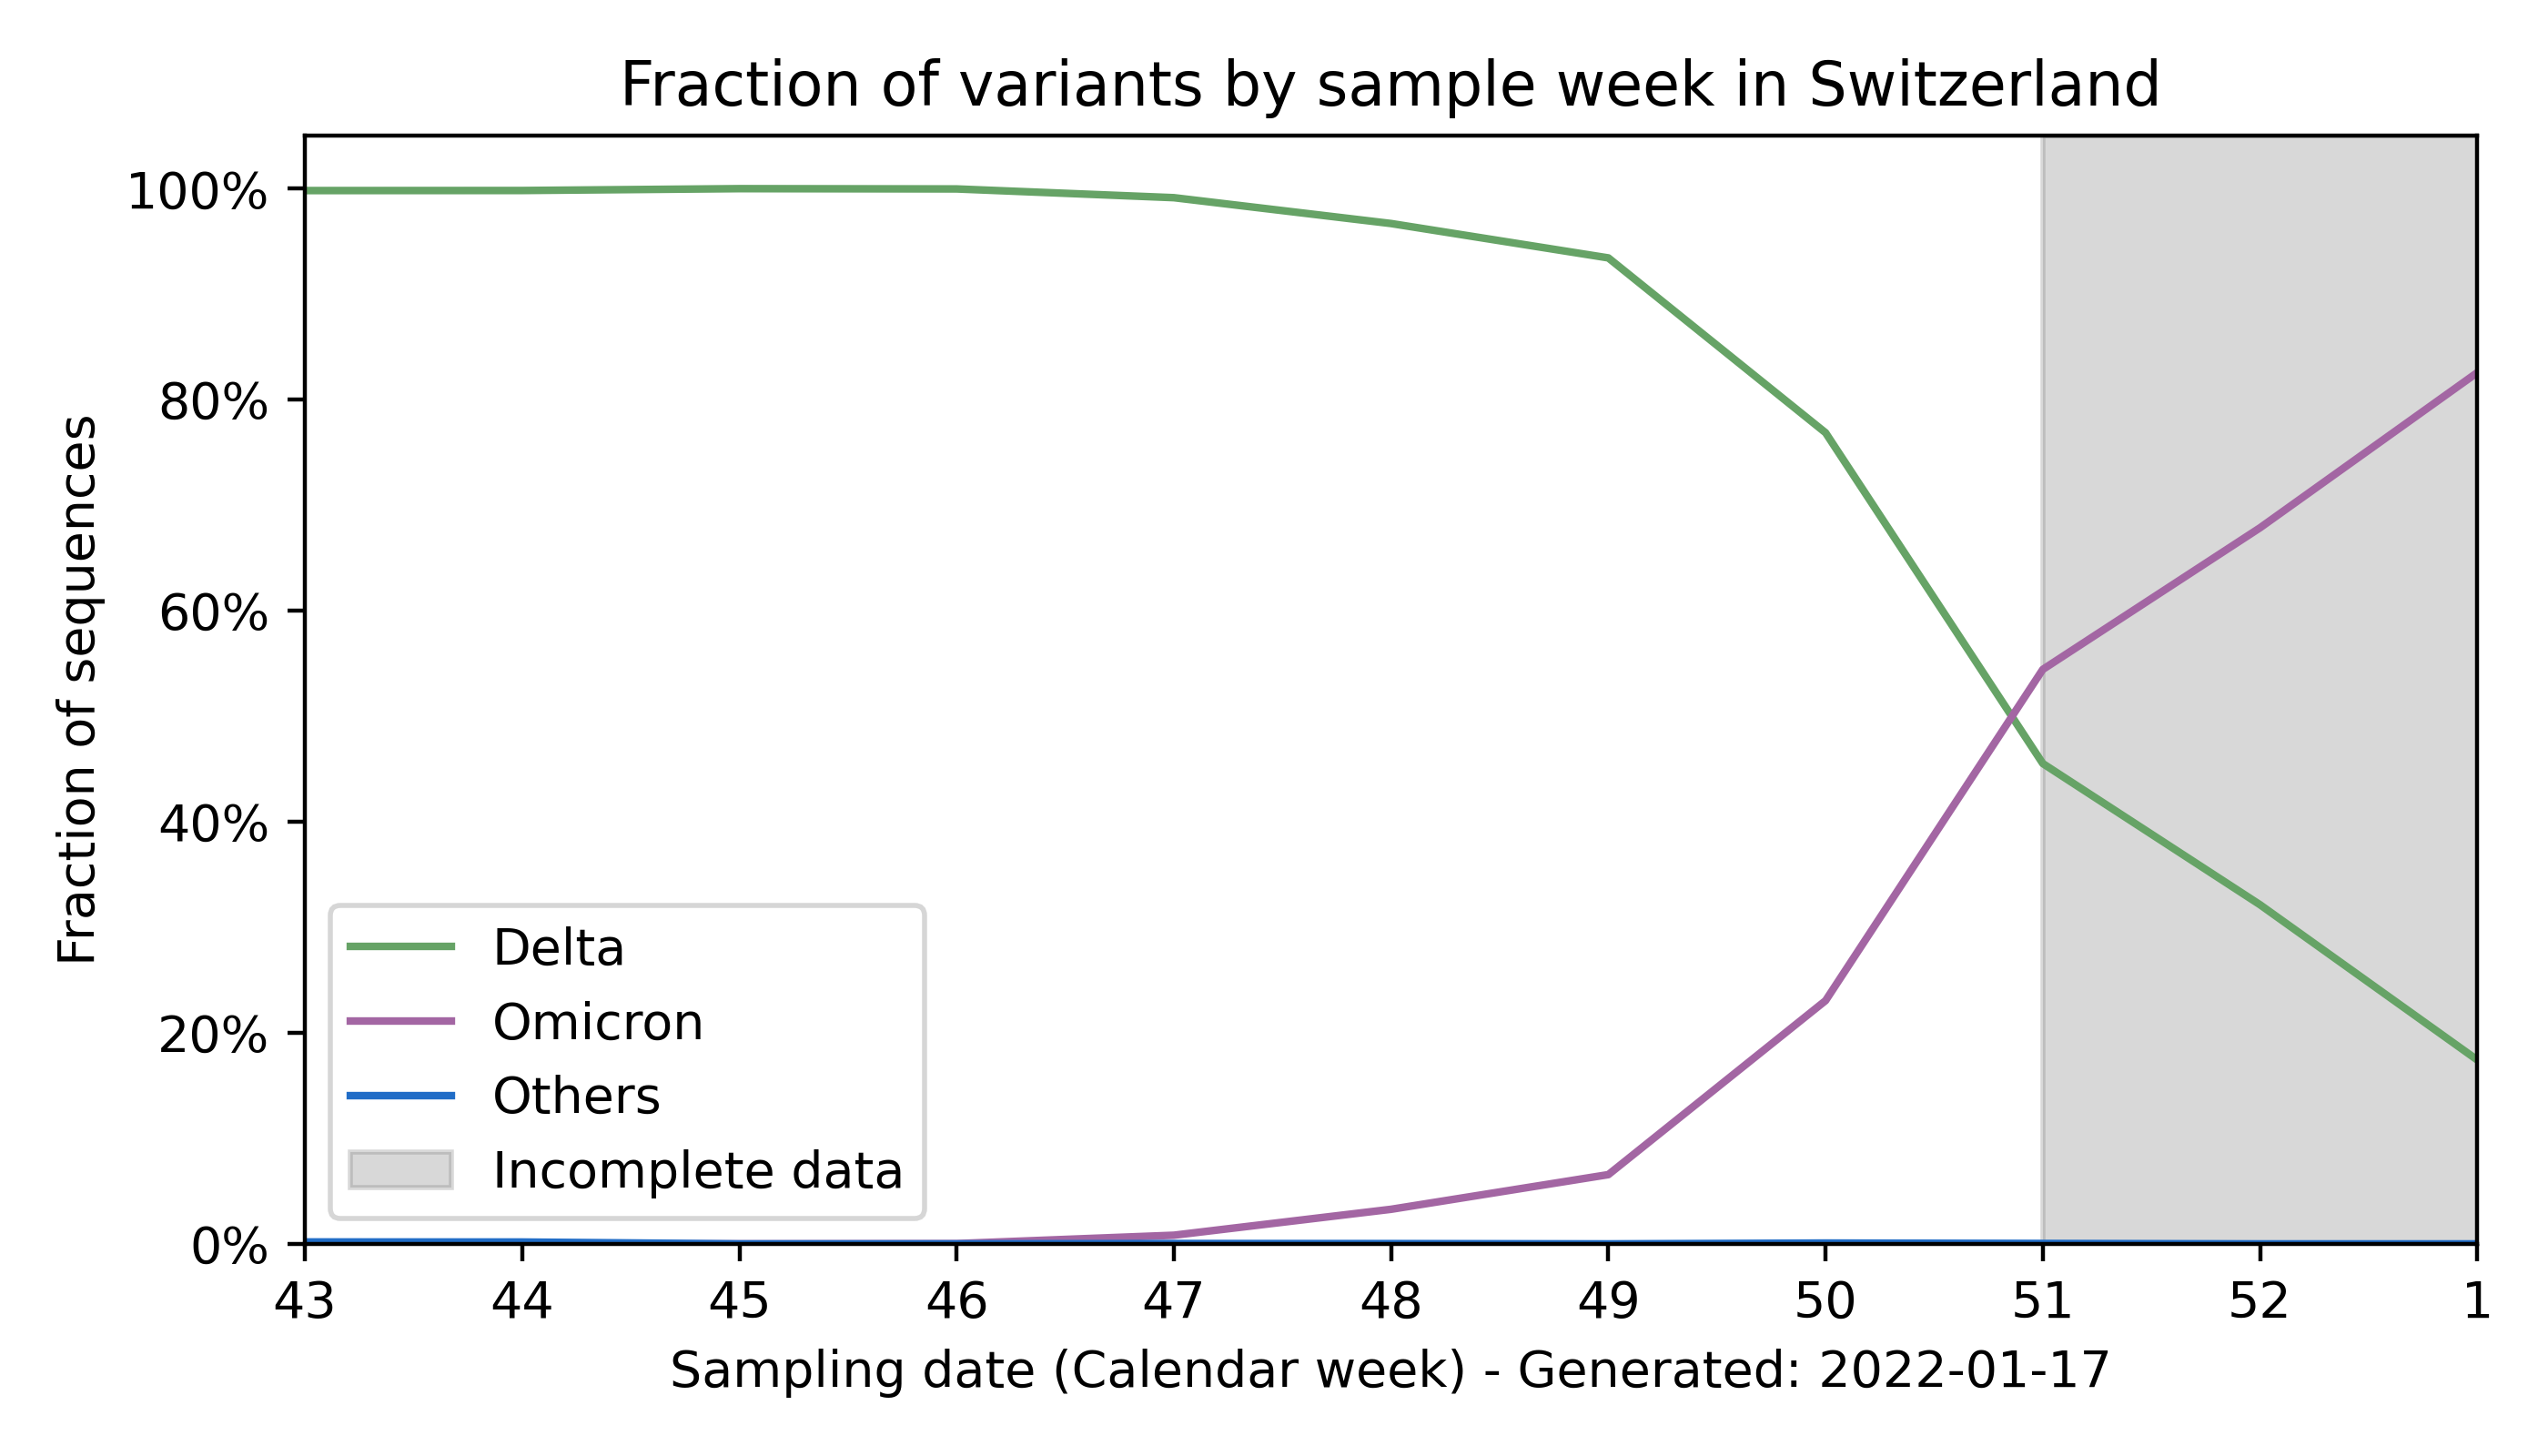 Fraction of variants by sample week in Switzerland
Fraction of sequences
100%
80%
60%
40%
20%
0%
Delta
Omicron
Others
Incomplete data
43 44 45 46 47 48 49 50 51 52 1
Sampling date (Calendar week) - Generated: 2022-01-17